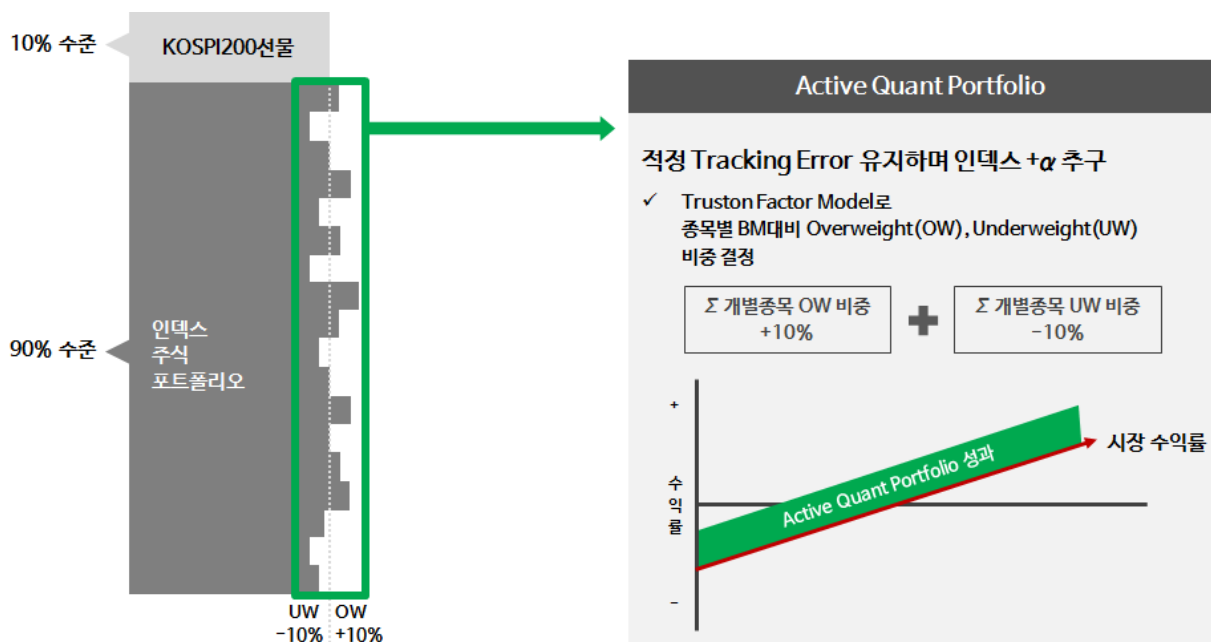 10% 수준
KOSPI200선물
90% 수준
인덱스
주식
포트폴리오
UW
-10%
OW
+10%
Active Quant Portfolio
적정 Tracking Error 유지하며 인덱스 +α 추구
✓ Truston Factor Model로
종목별 BM대비 Overweight(OW), Underweight(UW)
비중 결정
Σ 개별종목 OW 비중
+10%
Σ 개별종목 UW 비중
-10%
+
수
익
률
-
Active Quant Portfolio 성과
시장 수익률